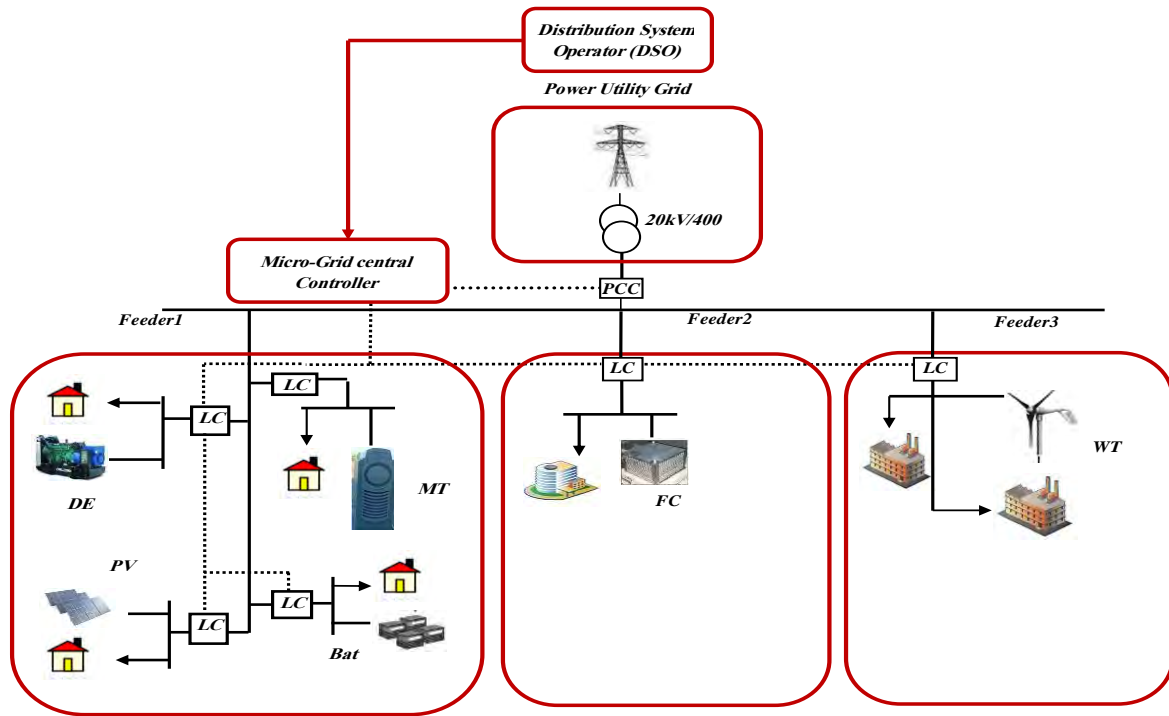 Distribution System
Operator (DSO)
Power Utility Grid
20kV/400
Micro-Grid central
Controller
PCC
Feeder1
Feeder2
Feeder3
LC
LC
LC
LC
DE
MT
FC
WT
PV
LC
LC
Bat